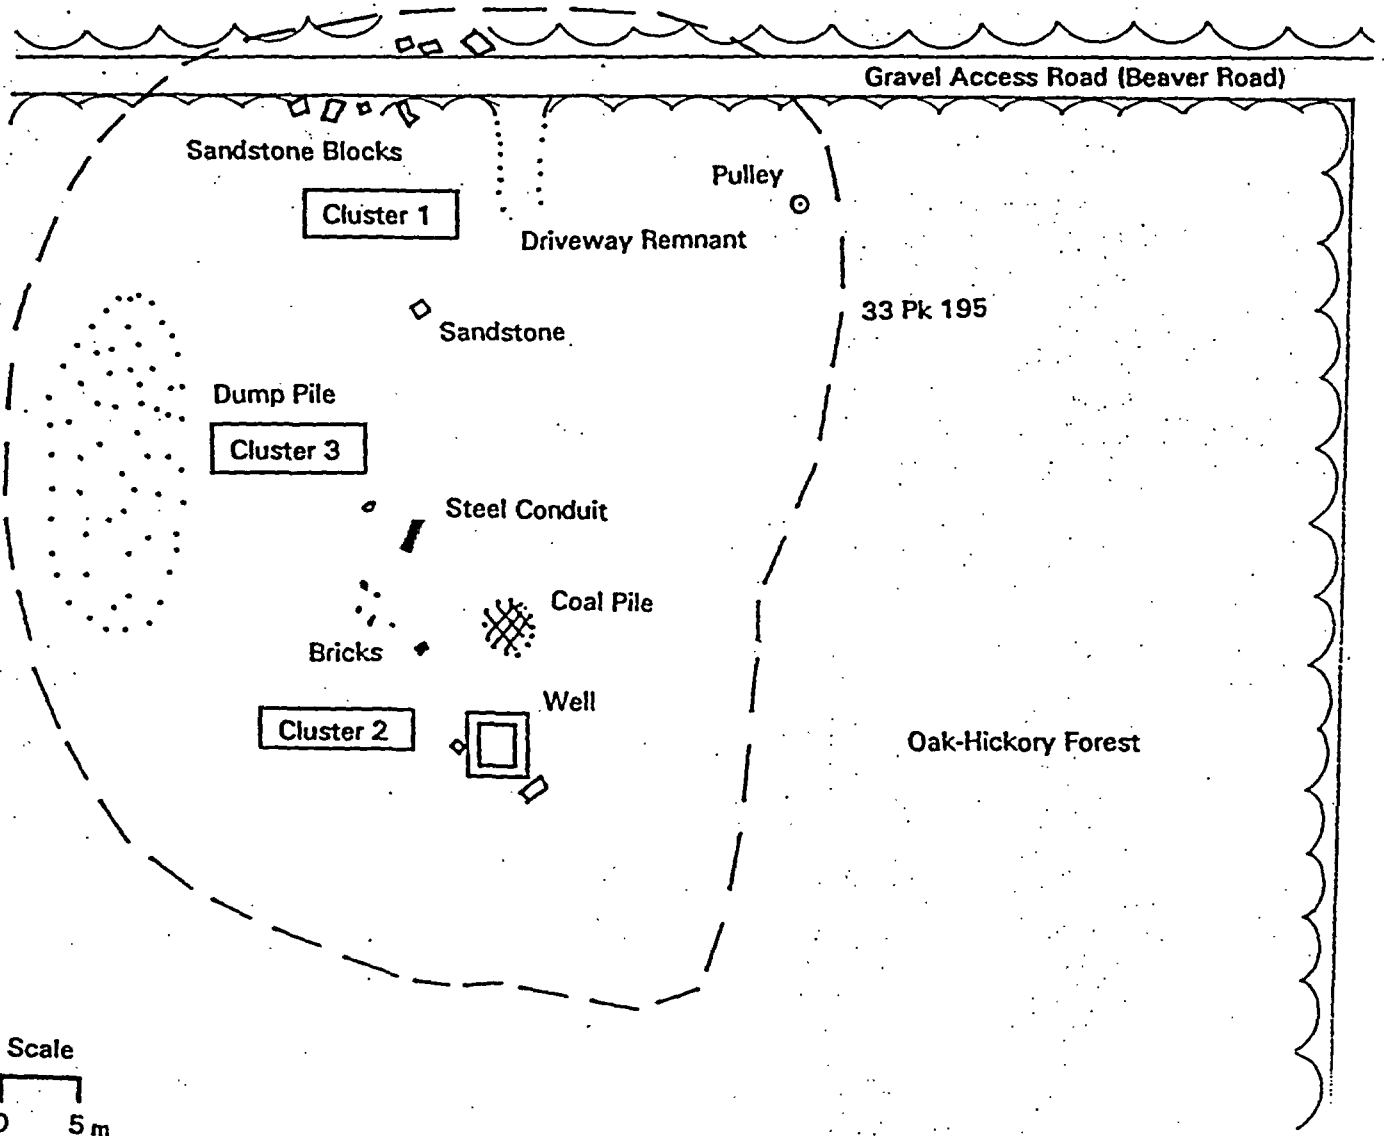 Gravel Access Road (Beaver Road)
Sandstone Blocks
Pulley
Cluster 1
Driveway Remnant
33 Pk 195
Sandstone
Dump Pile
Cluster 3
Steel Conduit
Coal Pile
Bricks
Well
Cluster 2
Oak-Hickory Forest
Scale
0 5 m